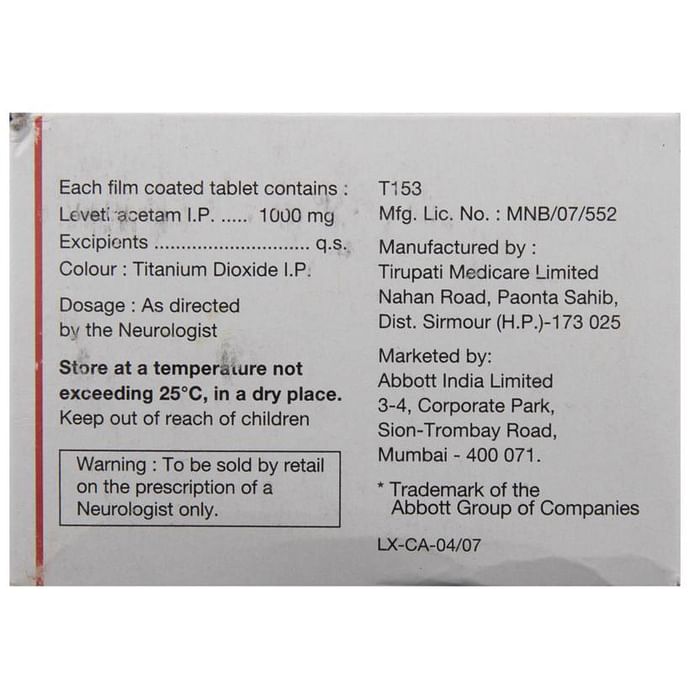 Each film coated tablet contains :
Levetiracetam I.P. ..... 1000 mg
Excipients ............................ q.s.
Colour : Titanium Dioxide I.P.
Dosage : As directed
by the Neurologist
Store at a temperature not
exceeding 25°C, in a dry place.
Keep out of reach of children
Warning : To be sold by retail
on the prescription of a
Neurologist only.
T153
Mfg. Lic. No. : MNB/07/552
Manufactured by :
Tirupati Medicare Limited
Nahan Road, Paonta Sahib,
Dist. Sirmour (H.P.)-173 025
Marketed by:
Abbott India Limited
3-4, Corporate Park,
Sion-Trombay Road,
Mumbai - 400 071.
* Trademark of the
Abbott Group of Companies
LX-CA-04/07